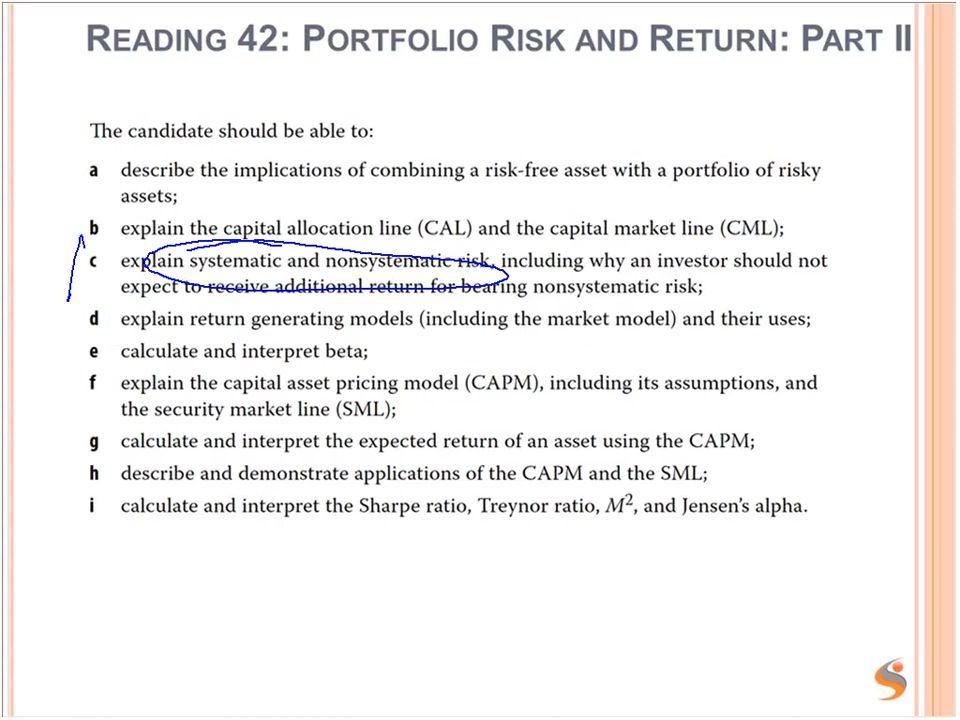 READING 42: PORTFOLIO RISK AND RETURN: PART II
The candidate should be able to:
a describe the implications of combining a risk-free asset with a portfolio of risky
assets;
b explain the capital allocation line (CAL) and the capital market line (CML);
c explain systematic and nonsystematic risk, including why an investor should not
expect to receive additional return for bearing nonsystematic risk;
d explain return generating models (including the market model) and their uses;
e calculate and interpret beta;
f explain the capital asset pricing model (CAPM), including its assumptions, and
the security market line (SML);
g calculate and interpret the expected return of an asset using the CAPM;
h describe and demonstrate applications of the CAPM and the SML;
i calculate and interpret the Sharpe ratio, Treynor ratio, M², and Jensen’s alpha.